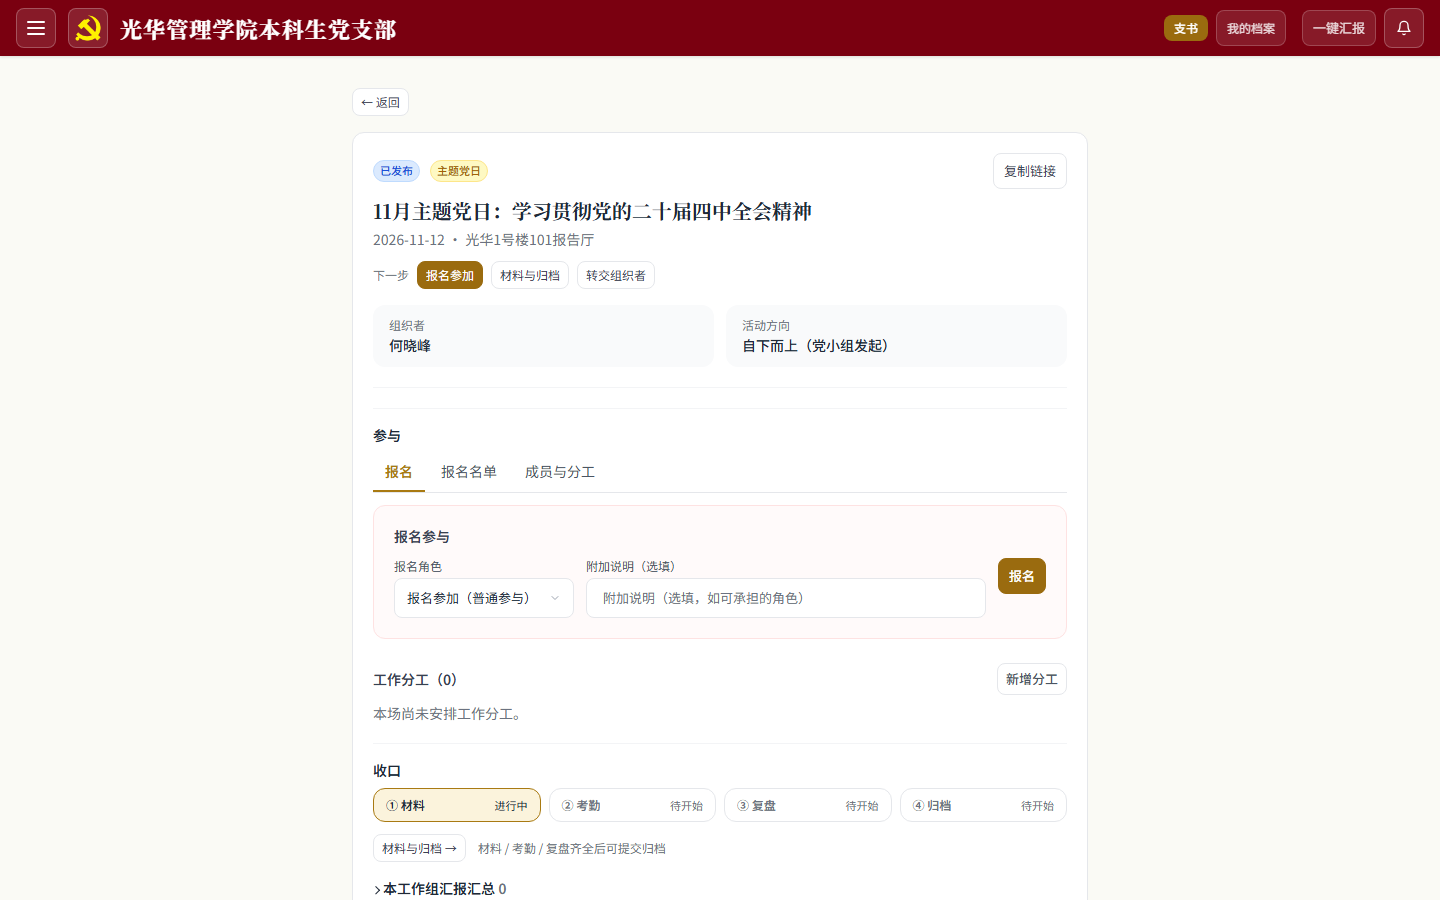 光华管理学院本科生党支部
支书
我的档案
一键汇报
← 返回
已发布
主题党日
复制链接
11月主题党日：学习贯彻党的二十届四中全会精神
2026-11-12 · 光华1号楼101报告厅
下一步
报名参加
材料与归档
转交组织者
组织者
何晓峰
活动方向
自下而上（党小组发起）
参与
报名
报名名单
成员与分工
报名参与
报名角色
附加说明（选填）
报名参加（普通参与）
附加说明（选填，如可承担的角色）
报名
工作分工（0）
新增分工
本场尚未安排工作分工。
收口
① 材料 进行中
② 考勤 待开始
③ 复盘 待开始
④ 归档 待开始
材料与归档 →
材料 / 考勤 / 复盘齐全后可提交归档
本工作组汇报汇总 0